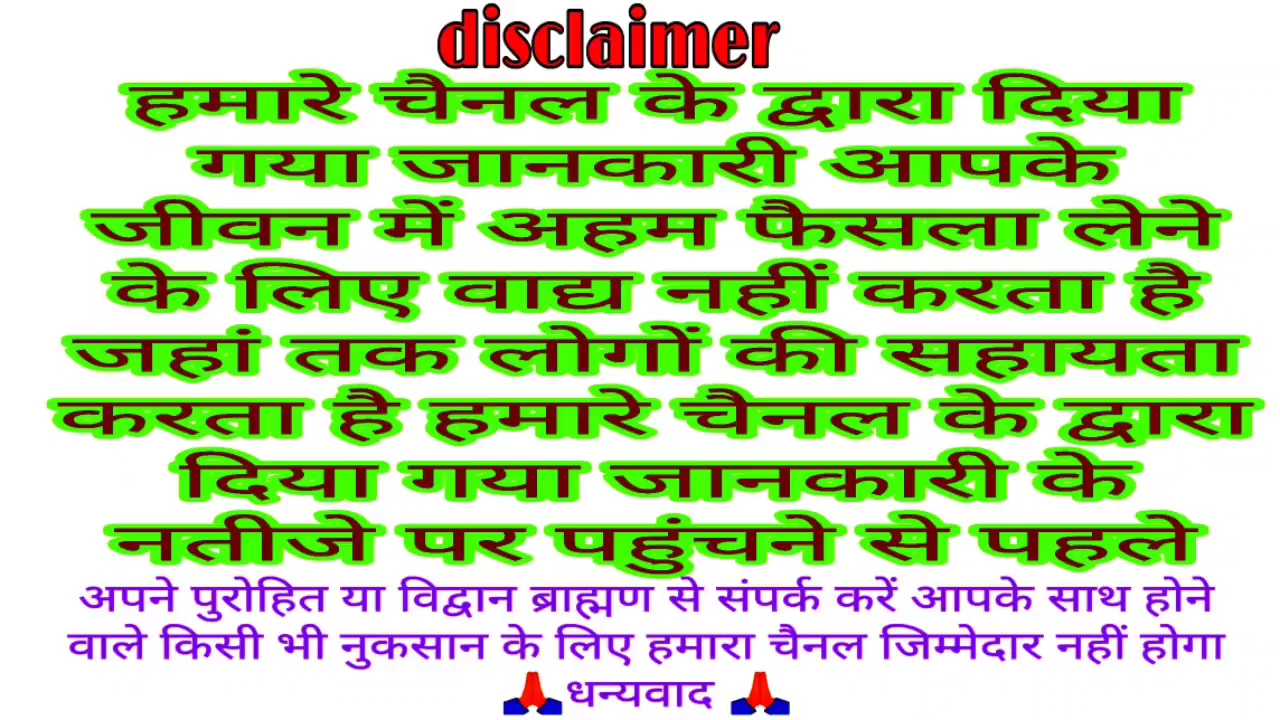 disclaimer
हमारे चैनल के द्वारा दिया
गया जानकारी आपके
जीवन में अहम फैसला लेने
के लिए वाद्य नहीं करता है
जहां तक लोगों की सहायता
करता है हमारे चैनल के द्वारा
दिया गया जानकारी के
नतीजे पर पहुंचने से पहले
अपने पुरोहित या विद्वान ब्राह्मण से संपर्क करें आपके साथ होने
वाले किसी भी नुकसान के लिए हमारा चैनल जिम्मेदार नहीं होगा
🙏धन्यवाद 🙏